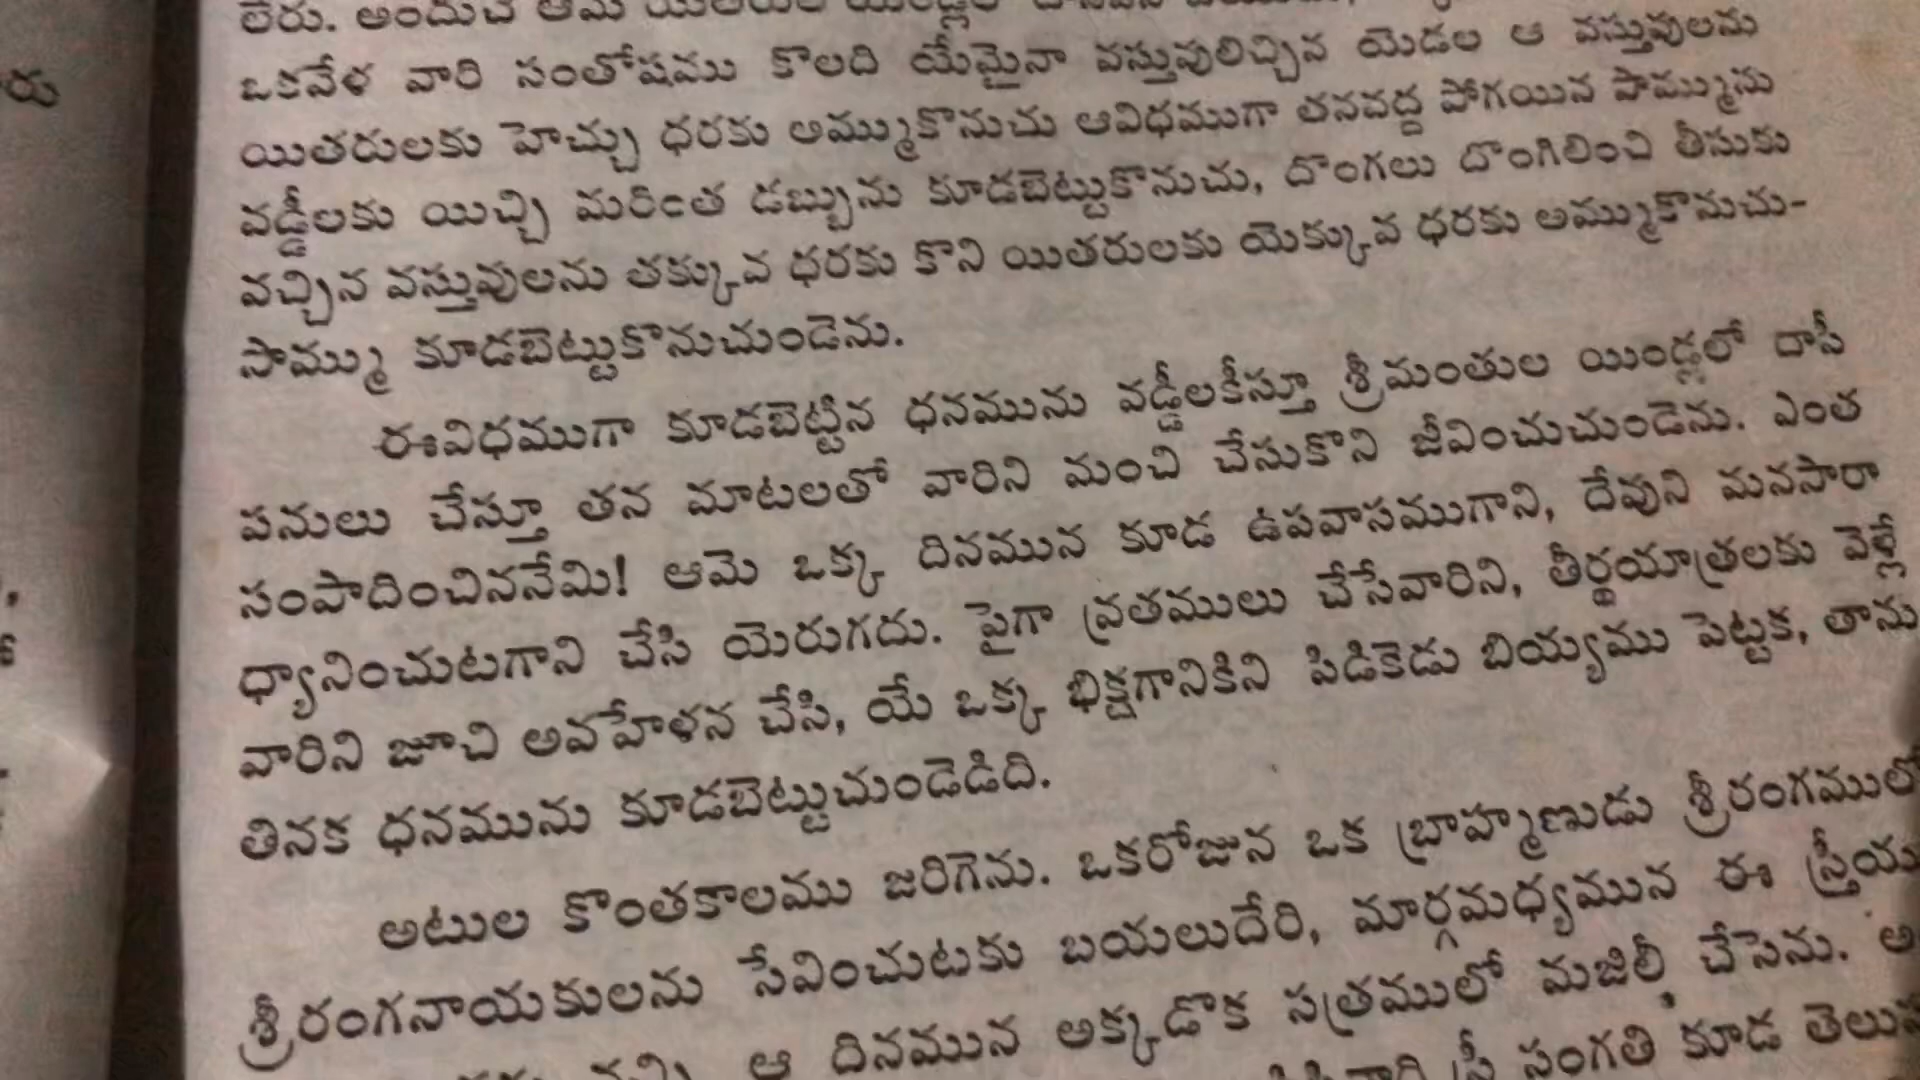 రు
లేరు. అందుచే ఆమె యితరుల యిండ్లలో
ఒకవేళ వారి సంతోషము కొలది యేమైనా వస్తువులిచ్చిన యెడల ఆ వస్తువులను
యితరులకు హెచ్చు ధరకు అమ్ముకొనుచు ఆవిధముగా తనవద్ద పోగయిన సొమ్మును
వడ్డీలకు యిచ్చి మరింత డబ్బును కూడబెట్టుకొనుచు, దొంగలు దొంగిలించి తీసుకు
వచ్చిన వస్తువులను తక్కువ ధరకు కొని యితరులకు యెక్కువ ధరకు అమ్ముకొనుచు-
సొమ్ము కూడబెట్టుకొనుచుండెను.
ఈవిధముగా కూడబెట్టిన ధనమును వడ్డీలకిస్తూ శ్రీమంతుల యిండ్లలో దాసీ
పనులు చేస్తూ తన మాటలతో వారిని మంచి చేసుకొని జీవించుచుండెను. ఎంత
సంపాదించిననేమి! ఆమె ఒక్క దినమున కూడ ఉపవాసముగాని, దేవుని మనసారా
ధ్యానించుటగాని చేసి యెరుగదు. పైగా వ్రతములు చేసేవారిని, తీర్థయాత్రలకు వెళ్లే
వారిని జూచి అవహేళన చేసి, యే ఒక్క భిక్షగానికిని పిడికెడు బియ్యము పెట్టక, తాను
తినక ధనమును కూడబెట్టుచుండెడిది.
అటుల కొంతకాలము జరిగెను. ఒకరోజున ఒక బ్రాహ్మణుడు శ్రీరంగములో
శ్రీరంగనాయకులను సేవించుటకు బయలుదేరి, మార్గమధ్యమున ఈ స్త్రీయు
ఆ దినమున అక్కడొక సత్రములో మజిలీ చేసెను. అ
స్త్రీ సంగతి కూడ